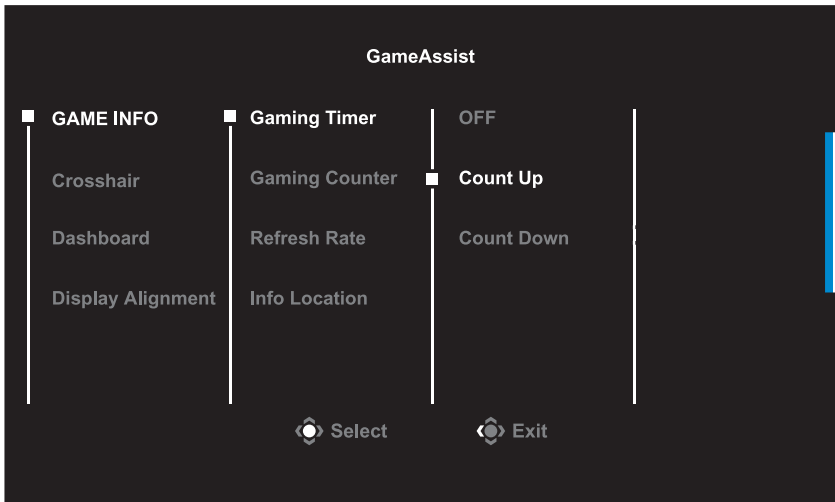 GameAssist
GAME INFO Gaming Timer OFF
Crosshair Gaming Counter Count Up
Dashboard Refresh Rate Count Down
Display Alignment Info Location
Select Exit